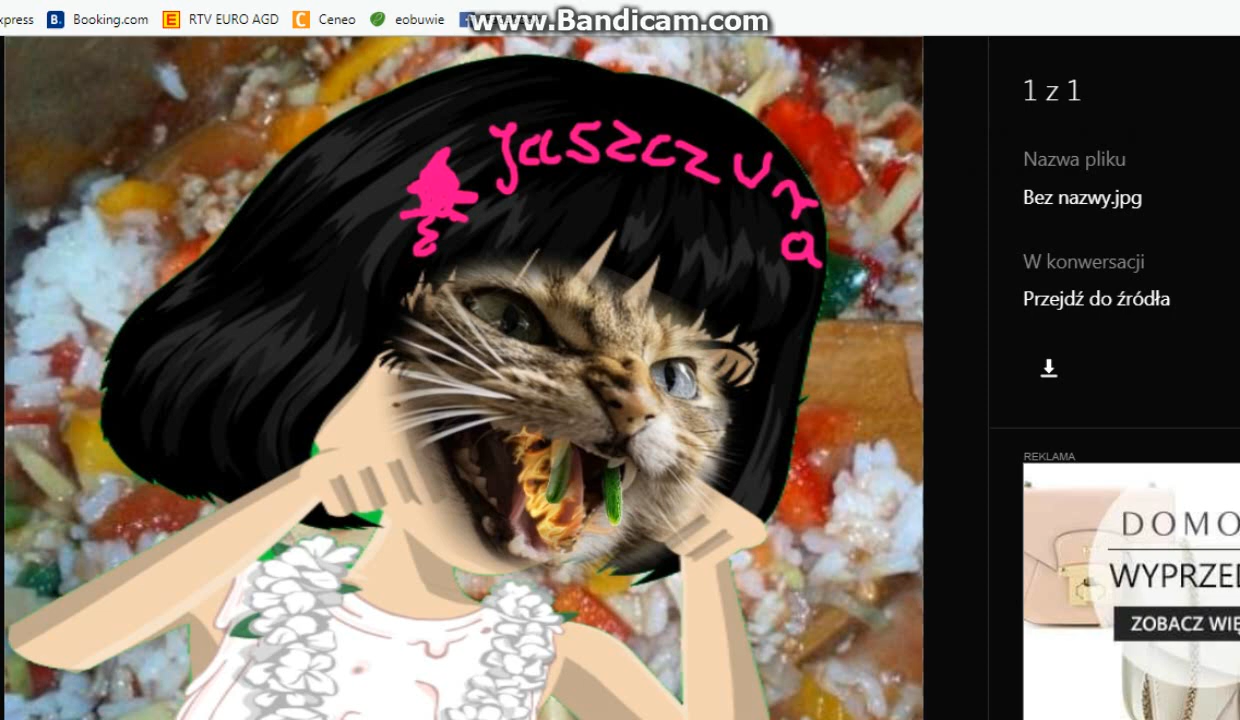 xpress B. Booking.com E RTV EURO AGD C Ceneo eobuwie
www.Bandicam.com
Jaszczura
1 z 1
Nazwa pliku
Bez nazwy.jpg
W konwersacji
Przejdź do źródła
REKLAMA
DOMO
WYPRZED
ZOBACZ WIĘ